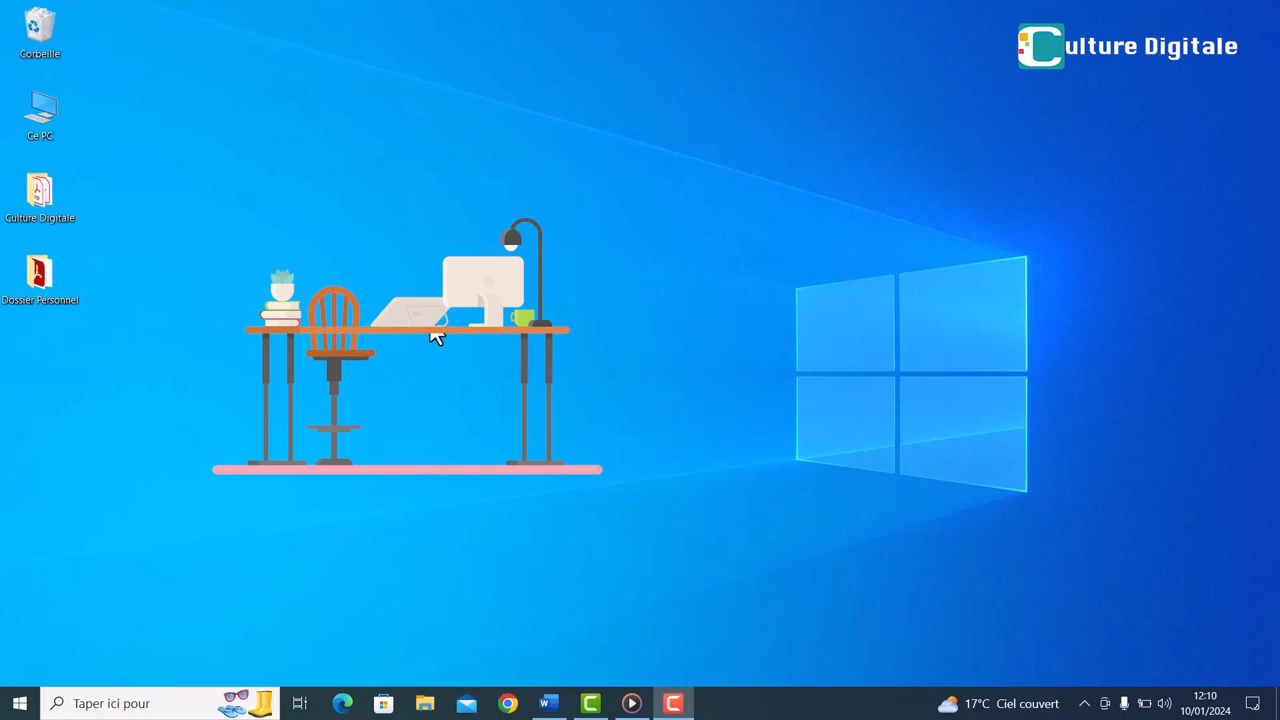 Corbeille
Ce PC
Culture Digitale
Dossier Personnel
Culture Digitale
Taper ici pour
17°C Ciel couvert
12:10
10/01/2024